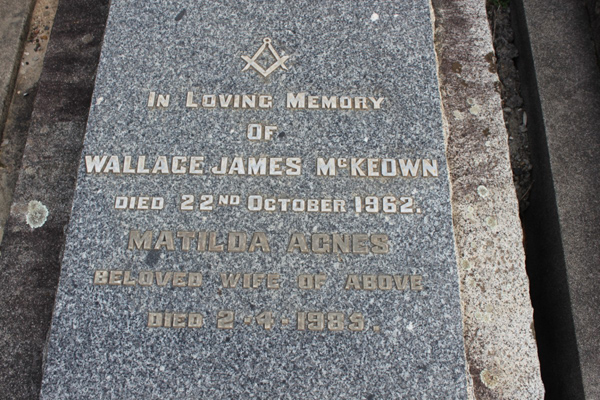 In Loving Memory
OF
WALLACE JAMES McKEOWN
DIED 22ND OCTOBER 1962.
MATILDA AGNES
BELOVED WIFE OF ABOVE
DIED 2·4·